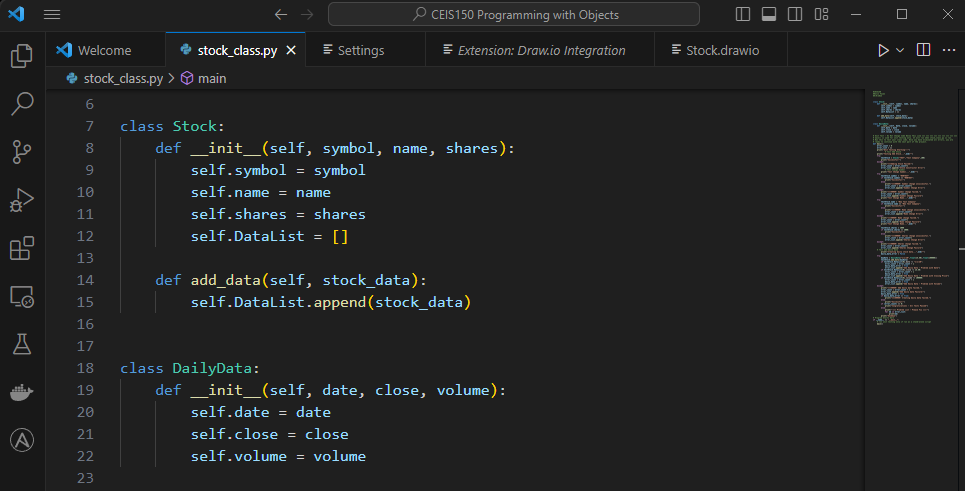 CEIS150 Programming with Objects
Welcome stock_class.py Settings Extension: Draw.io Integration Stock.drawio
stock_class.py > main
6
7 class Stock:
8     def __init__(self, symbol, name, shares):
9         self.symbol = symbol
10         self.name = name
11         self.shares = shares
12         self.DataList = []
13
14     def add_data(self, stock_data):
15         self.DataList.append(stock_data)
16
17
18 class DailyData:
19     def __init__(self, date, close, volume):
20         self.date = date
21         self.close = close
22         self.volume = volume
23